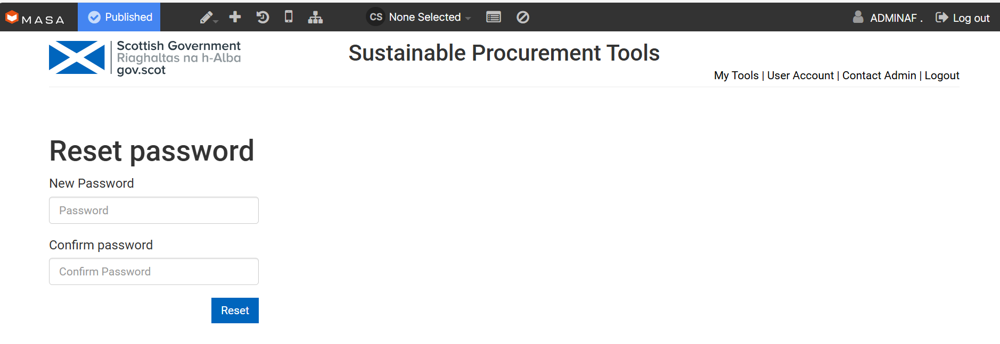 MASA Published CS None Selected ADMINAF . Log out
Scottish Government
Riaghaltas na h-Alba
gov.scot
Sustainable Procurement Tools
My Tools | User Account | Contact Admin | Logout
Reset password
New Password
Password
Confirm password
Confirm Password
Reset